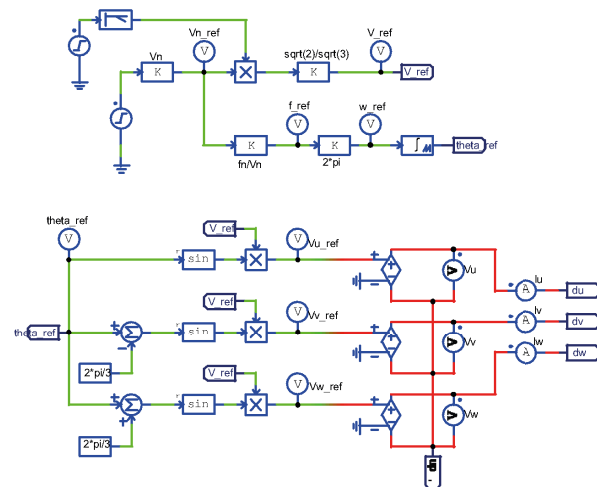 Vn_ref
V
Vn
K
sqrt(2)/sqrt(3)
K
V_ref
V
V_ref
f_ref
V
w_ref
V
K
fn/Vn
K
2*pi
theta_ref
theta_ref
V
V_ref
sin
Vu_ref
V
V
Vu
Iu
A
du
theta_ref
V_ref
sin
Vv_ref
V
V
Vv
Iv
A
dv
2*pi/3
V_ref
sin
Vw_ref
V
V
Vw
Iw
A
dw
2*pi/3
dn